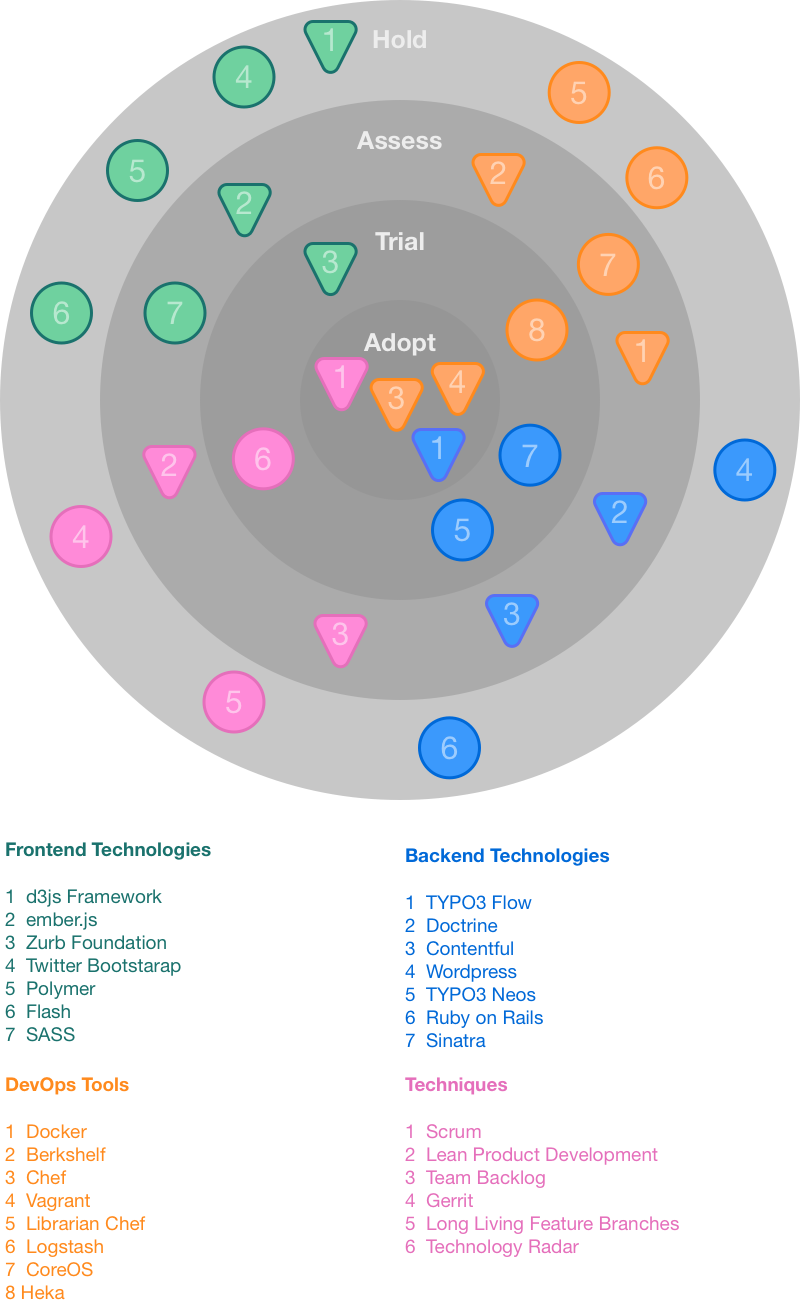 1
Hold
4
5
Assess
5
2
6
2
Trial
3
7
6
7
8
Adopt
1
1
4
3
1
7
6
2
4
2
5
4
3
3
5
6
Frontend Technologies
1 d3js Framework
2 ember.js
3 Zurb Foundation
4 Twitter Bootstarap
5 Polymer
6 Flash
7 SASS
Backend Technologies
1 TYPO3 Flow
2 Doctrine
3 Contentful
4 Wordpress
5 TYPO3 Neos
6 Ruby on Rails
7 Sinatra
DevOps Tools
1 Docker
2 Berkshelf
3 Chef
4 Vagrant
5 Librarian Chef
6 Logstash
7 CoreOS
8 Heka
Techniques
1 Scrum
2 Lean Product Development
3 Team Backlog
4 Gerrit
5 Long Living Feature Branches
6 Technology Radar